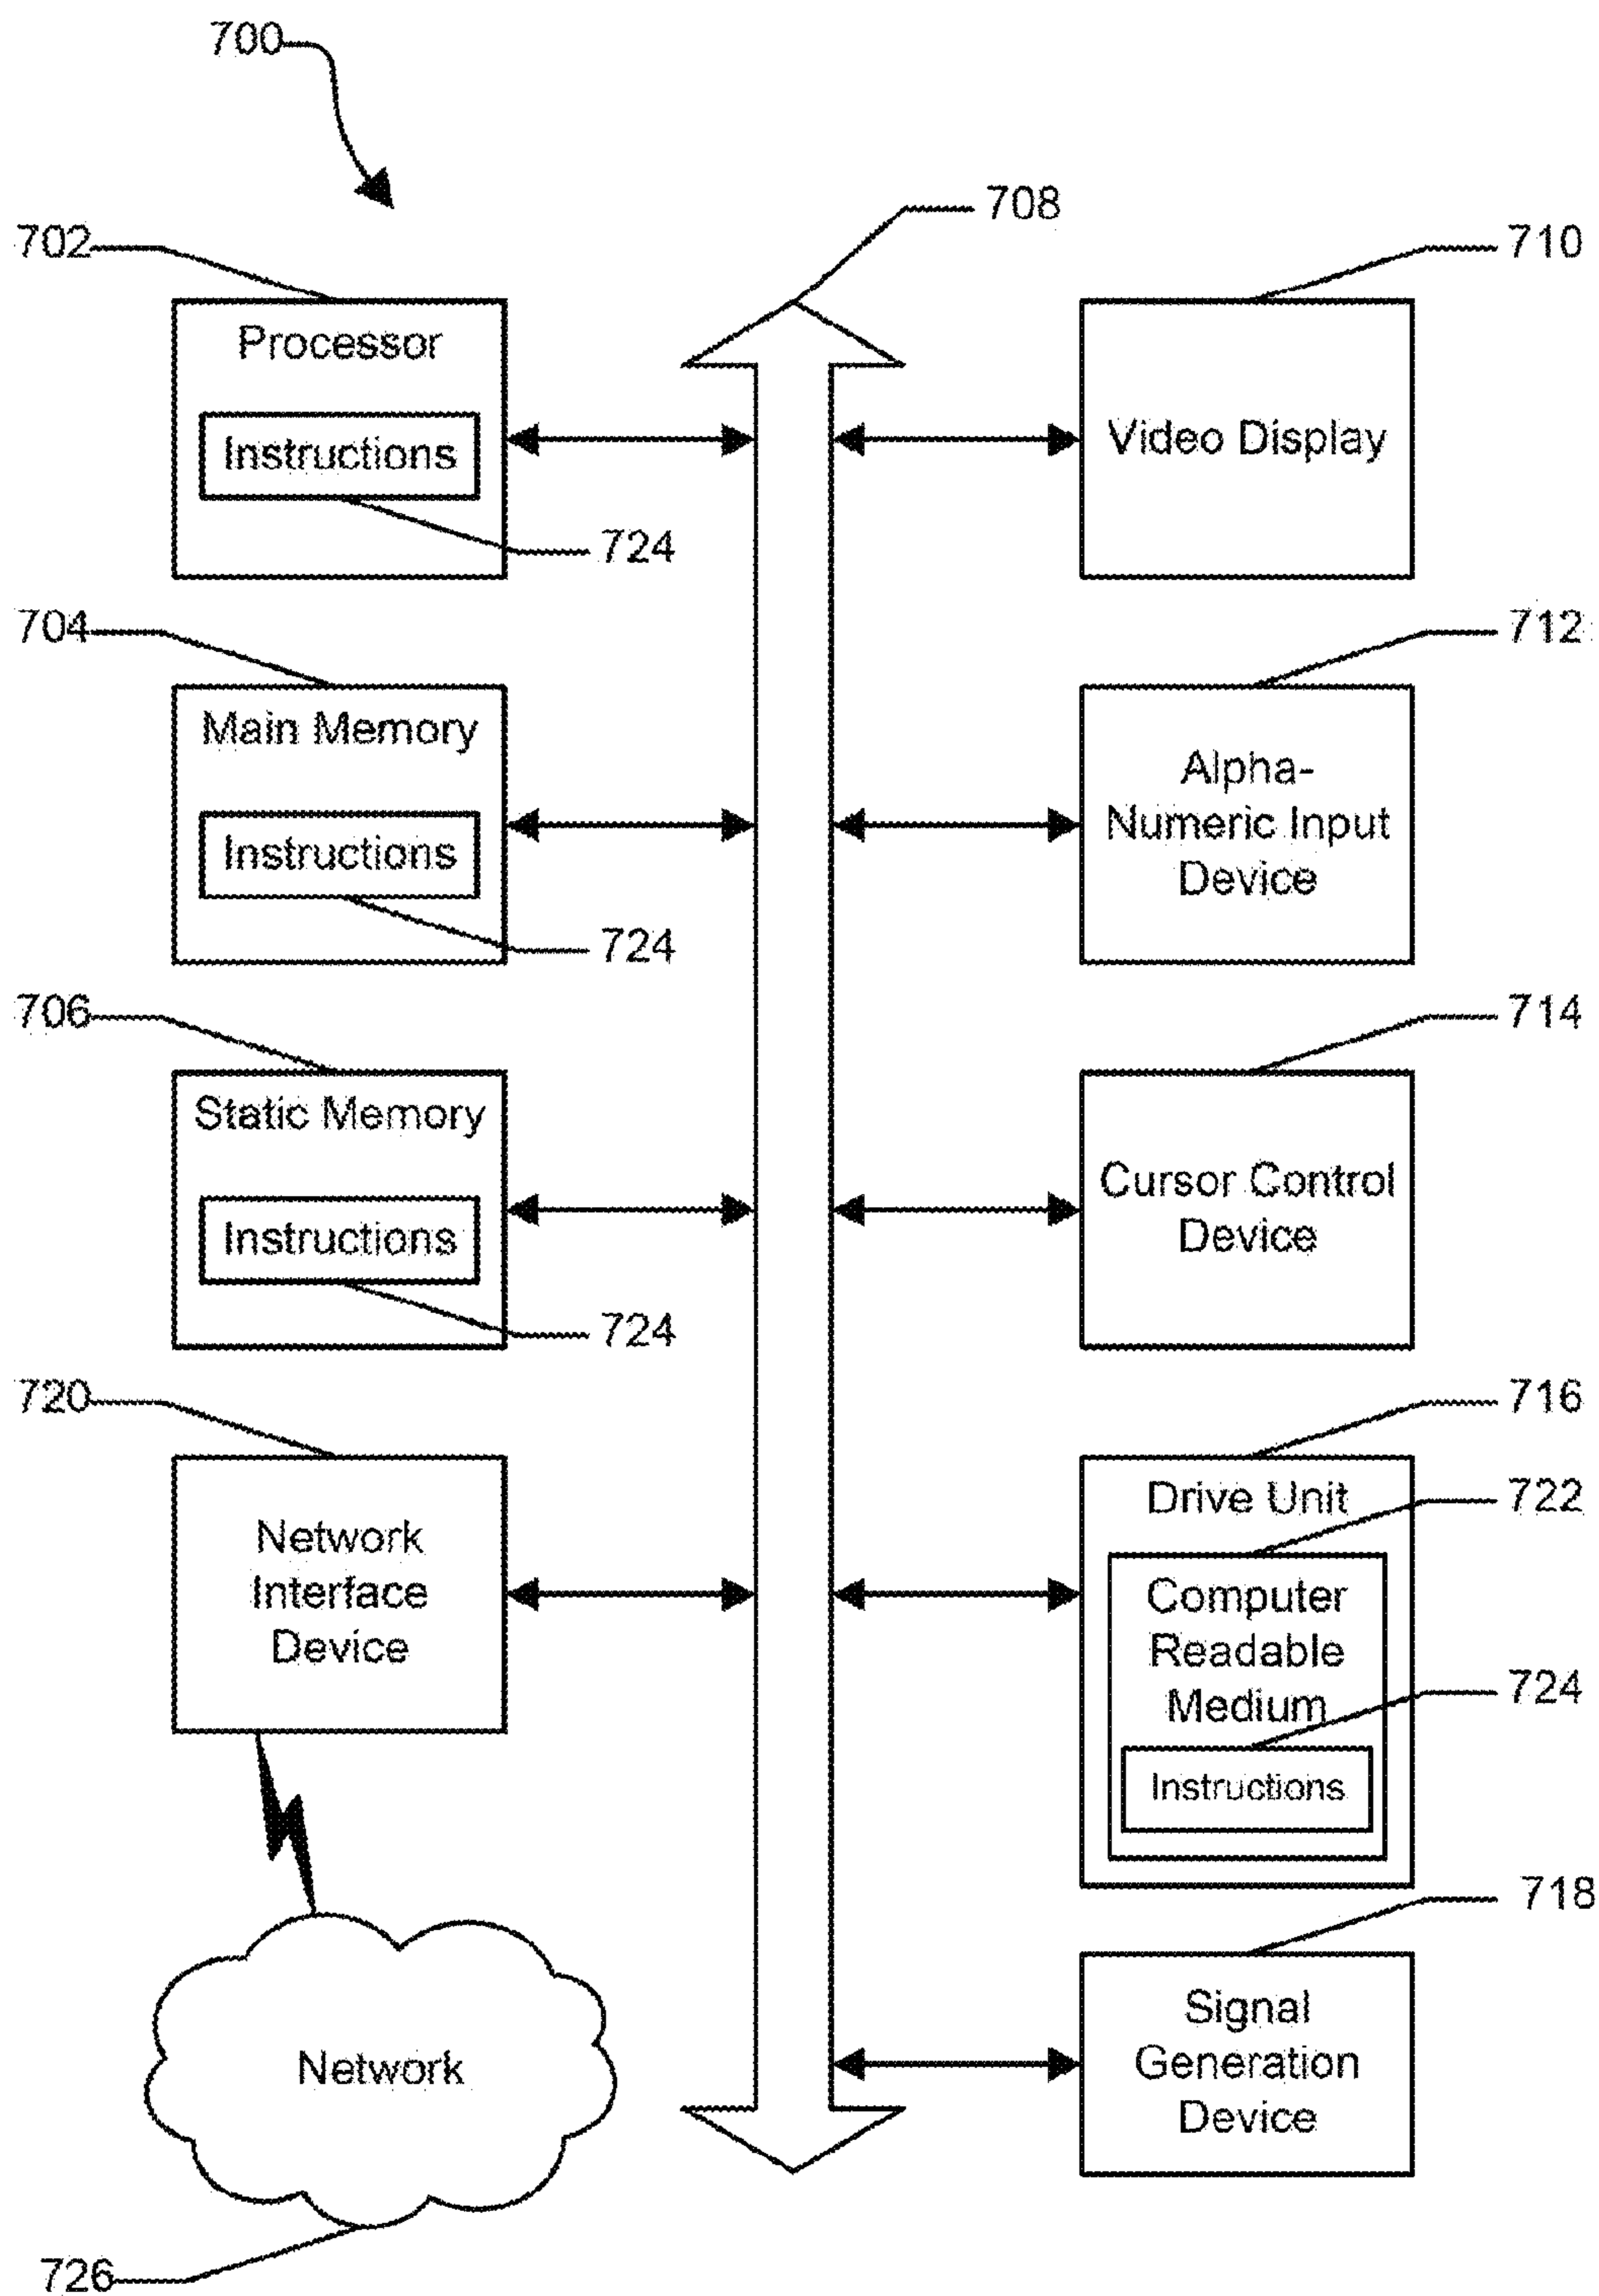 700
708
702
710
Processor
Instructions
724
Video Display
704
712
Main Memory
Instructions
724
Alpha-
Numeric Input
Device
706
714
Static Memory
Instructions
724
Cursor Control
Device
720
716
Network
Interface
Device
Drive Unit
722
Computer
Readable
Medium
724
Instructions
718
Signal
Generation
Device
Network
726